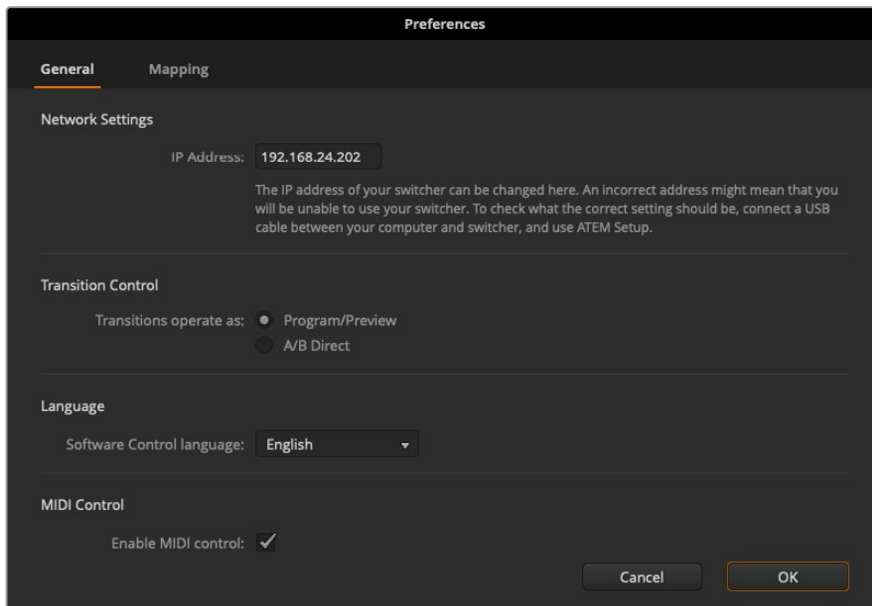 Preferences
General Mapping
Network Settings
IP Address: 192.168.24.202
The IP address of your switcher can be changed here. An incorrect address might mean that you
will be unable to use your switcher. To check what the correct setting should be, connect a USB
cable between your computer and switcher, and use ATEM Setup.
Transition Control
Transitions operate as: Program/Preview
A/B Direct
Language
Software Control language: English
MIDI Control
Enable MIDI control:
Cancel OK